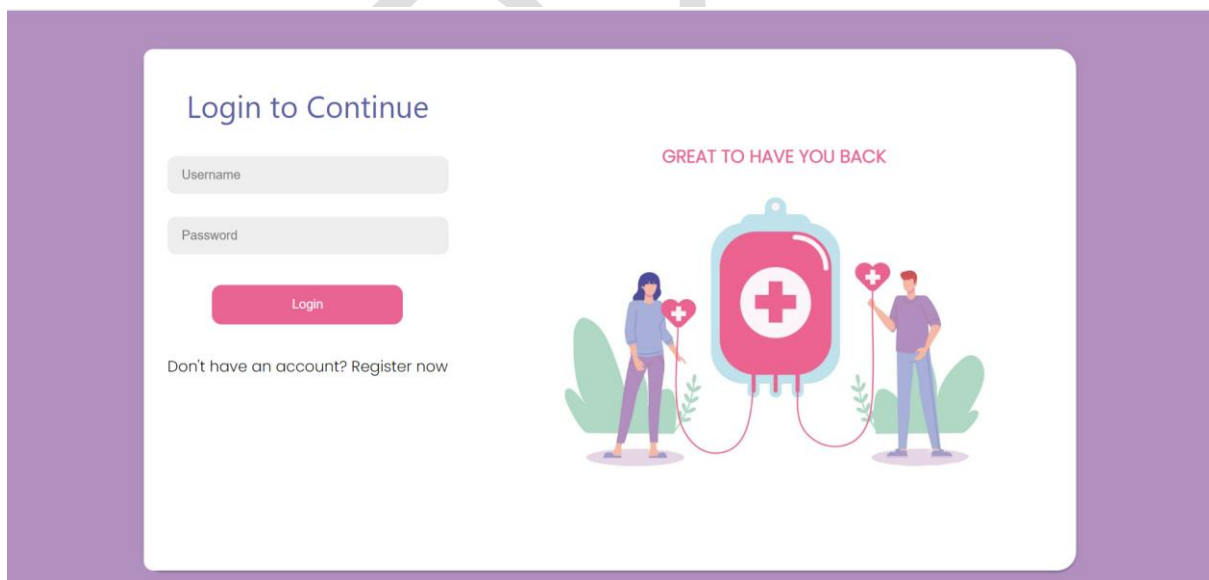 Login to Continue
Username
Password
Login
Don't have an account? Register now
GREAT TO HAVE YOU BACK